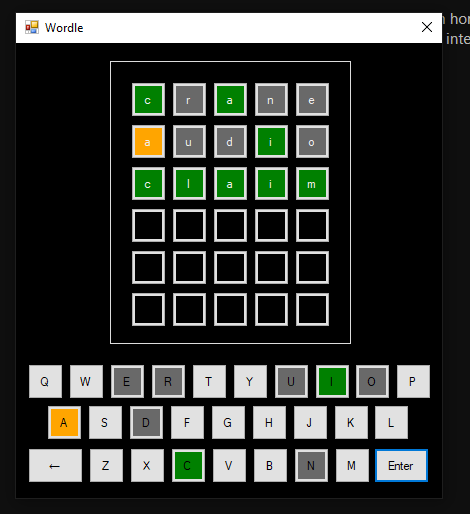 Wordle
n hor
inte
c r a n e
a u d i o
c l a i m
Q W E R T Y U I O P
A S D F G H J K L
← Z X C V B N M Enter